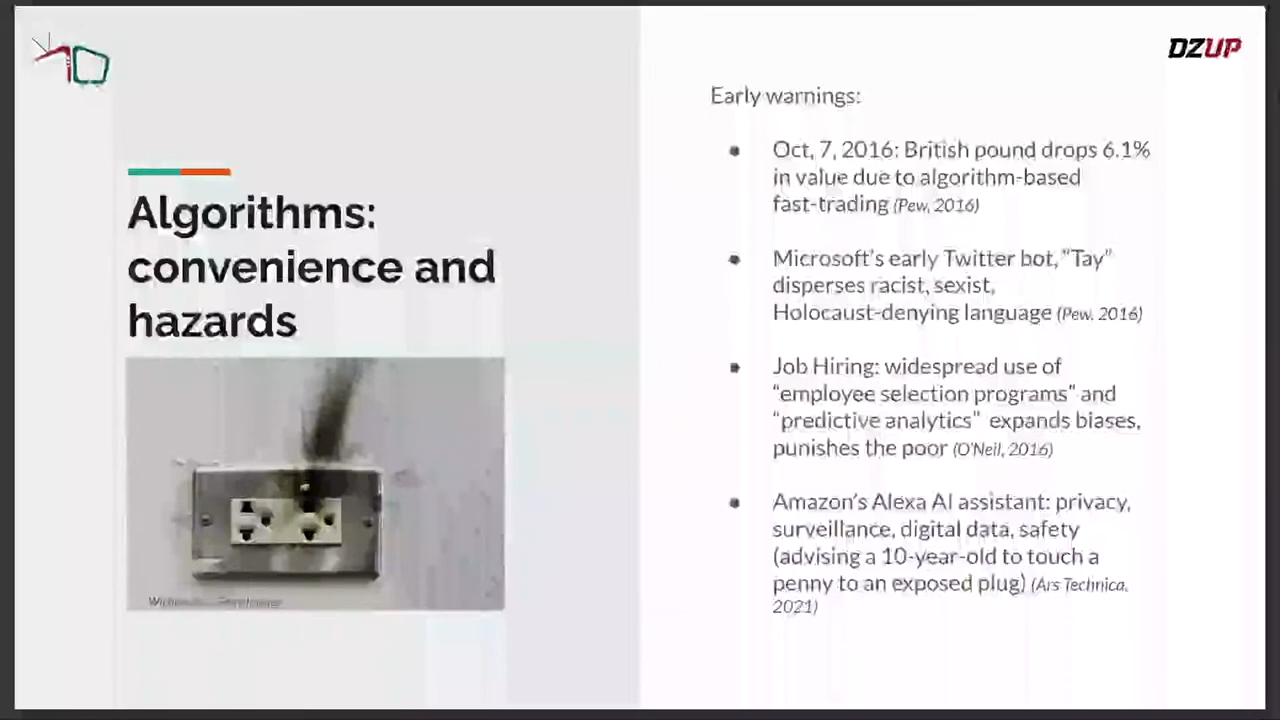 DZUP
Algorithms:
convenience and
hazards
Early warnings:
Oct, 7, 2016: British pound drops 6.1%
in value due to algorithm-based
fast-trading (Pew, 2016)
Microsoft's early Twitter bot, "Tay"
disperses racist, sexist,
Holocaust-denying language (Pew, 2016)
Job Hiring: widespread use of
"employee selection programs" and
"predictive analytics" expands biases,
punishes the poor (O'Neil, 2016)
Amazon's Alexa AI assistant: privacy,
surveillance, digital data, safety
(advising a 10-year-old to touch a
penny to an exposed plug) (Ars Technica,
2021)